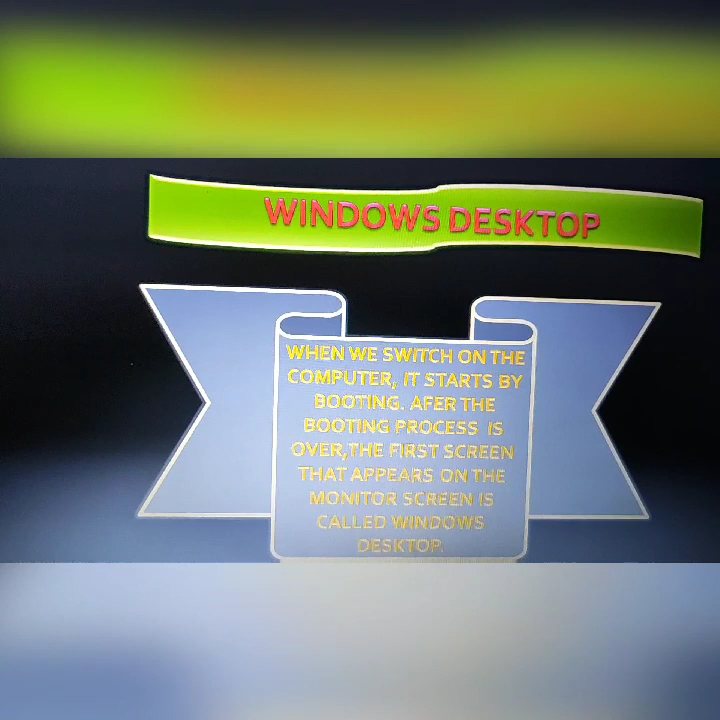 WINDOWS DESKTOP
WHEN WE SWITCH ON THE
COMPUTER, IT STARTS BY
BOOTING. AFER THE
BOOTING PROCESS IS
OVER,THE FIRST SCREEN
THAT APPEARS ON THE
MONITOR SCREEN IS
CALLED WINDOWS
DESKTOP.